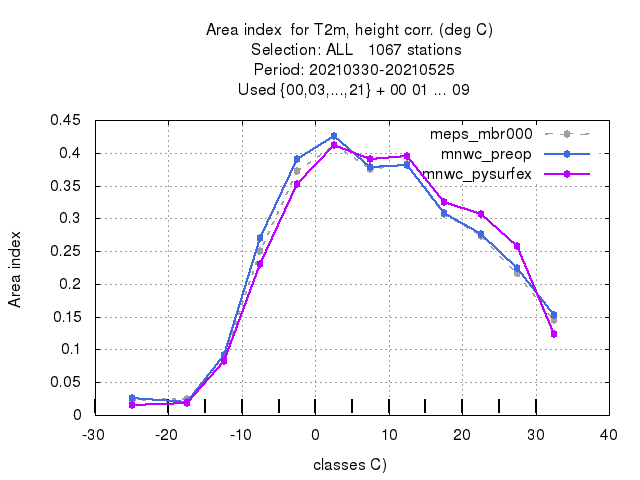 Area index  for T2m, height corr. (deg C)
Selection: ALL   1067 stations
Period: 20210330-20210525
Used {00,03,...,21} + 00 01 ... 09
meps_mbr000
mnwc_preop
mnwc_pysurfex
0.45
0.4
0.35
0.3
0.25
0.2
0.15
0.1
0.05
0
Area index
-30 -20 -10 0 10 20 30 40
classes C)